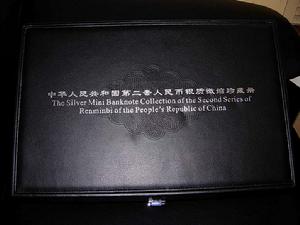 中华人民共和国第二套人民币银质微缩珍藏册
The Silver Mini Banknote Collection of the Second Series of
Renminbi of the People's Republic of China